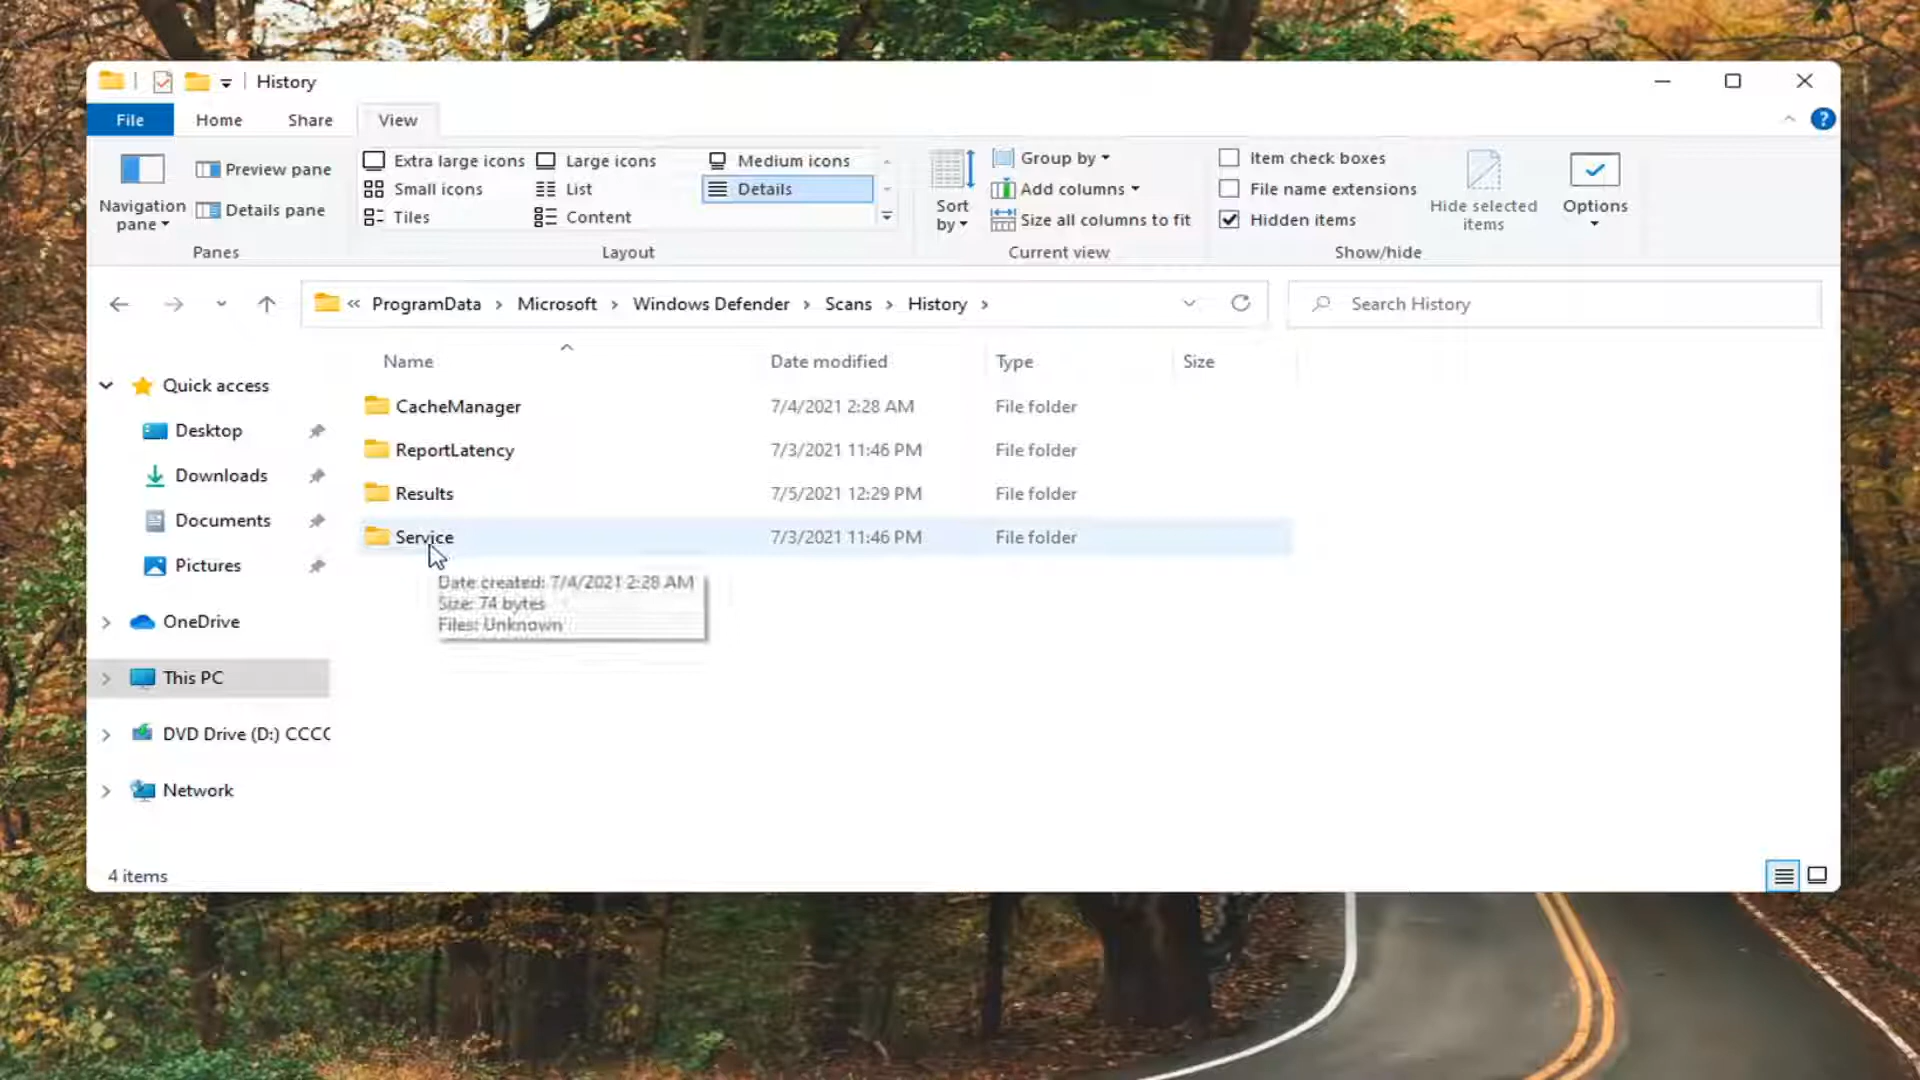 History
File Home Share View
Navigation pane
Preview pane
Details pane
Panes
Extra large icons Large icons Medium icons
Small icons List Details
Tiles Content
Layout
Sort by
Group by
Add columns
Size all columns to fit
Current view
Item check boxes
File name extensions
Hidden items
Hide selected items
Show/hide
Options
« ProgramData › Microsoft › Windows Defender › Scans › History ›
Search History
Name Date modified Type Size
CacheManager 7/4/2021 2:28 AM File folder
ReportLatency 7/3/2021 11:46 PM File folder
Results 7/5/2021 12:29 PM File folder
Service 7/3/2021 11:46 PM File folder
Date created: 7/4/2021 2:28 AM
Size: 74 bytes
Files: Unknown
Quick access
Desktop
Downloads
Documents
Pictures
OneDrive
This PC
DVD Drive (D:) CCCC
Network
4 items